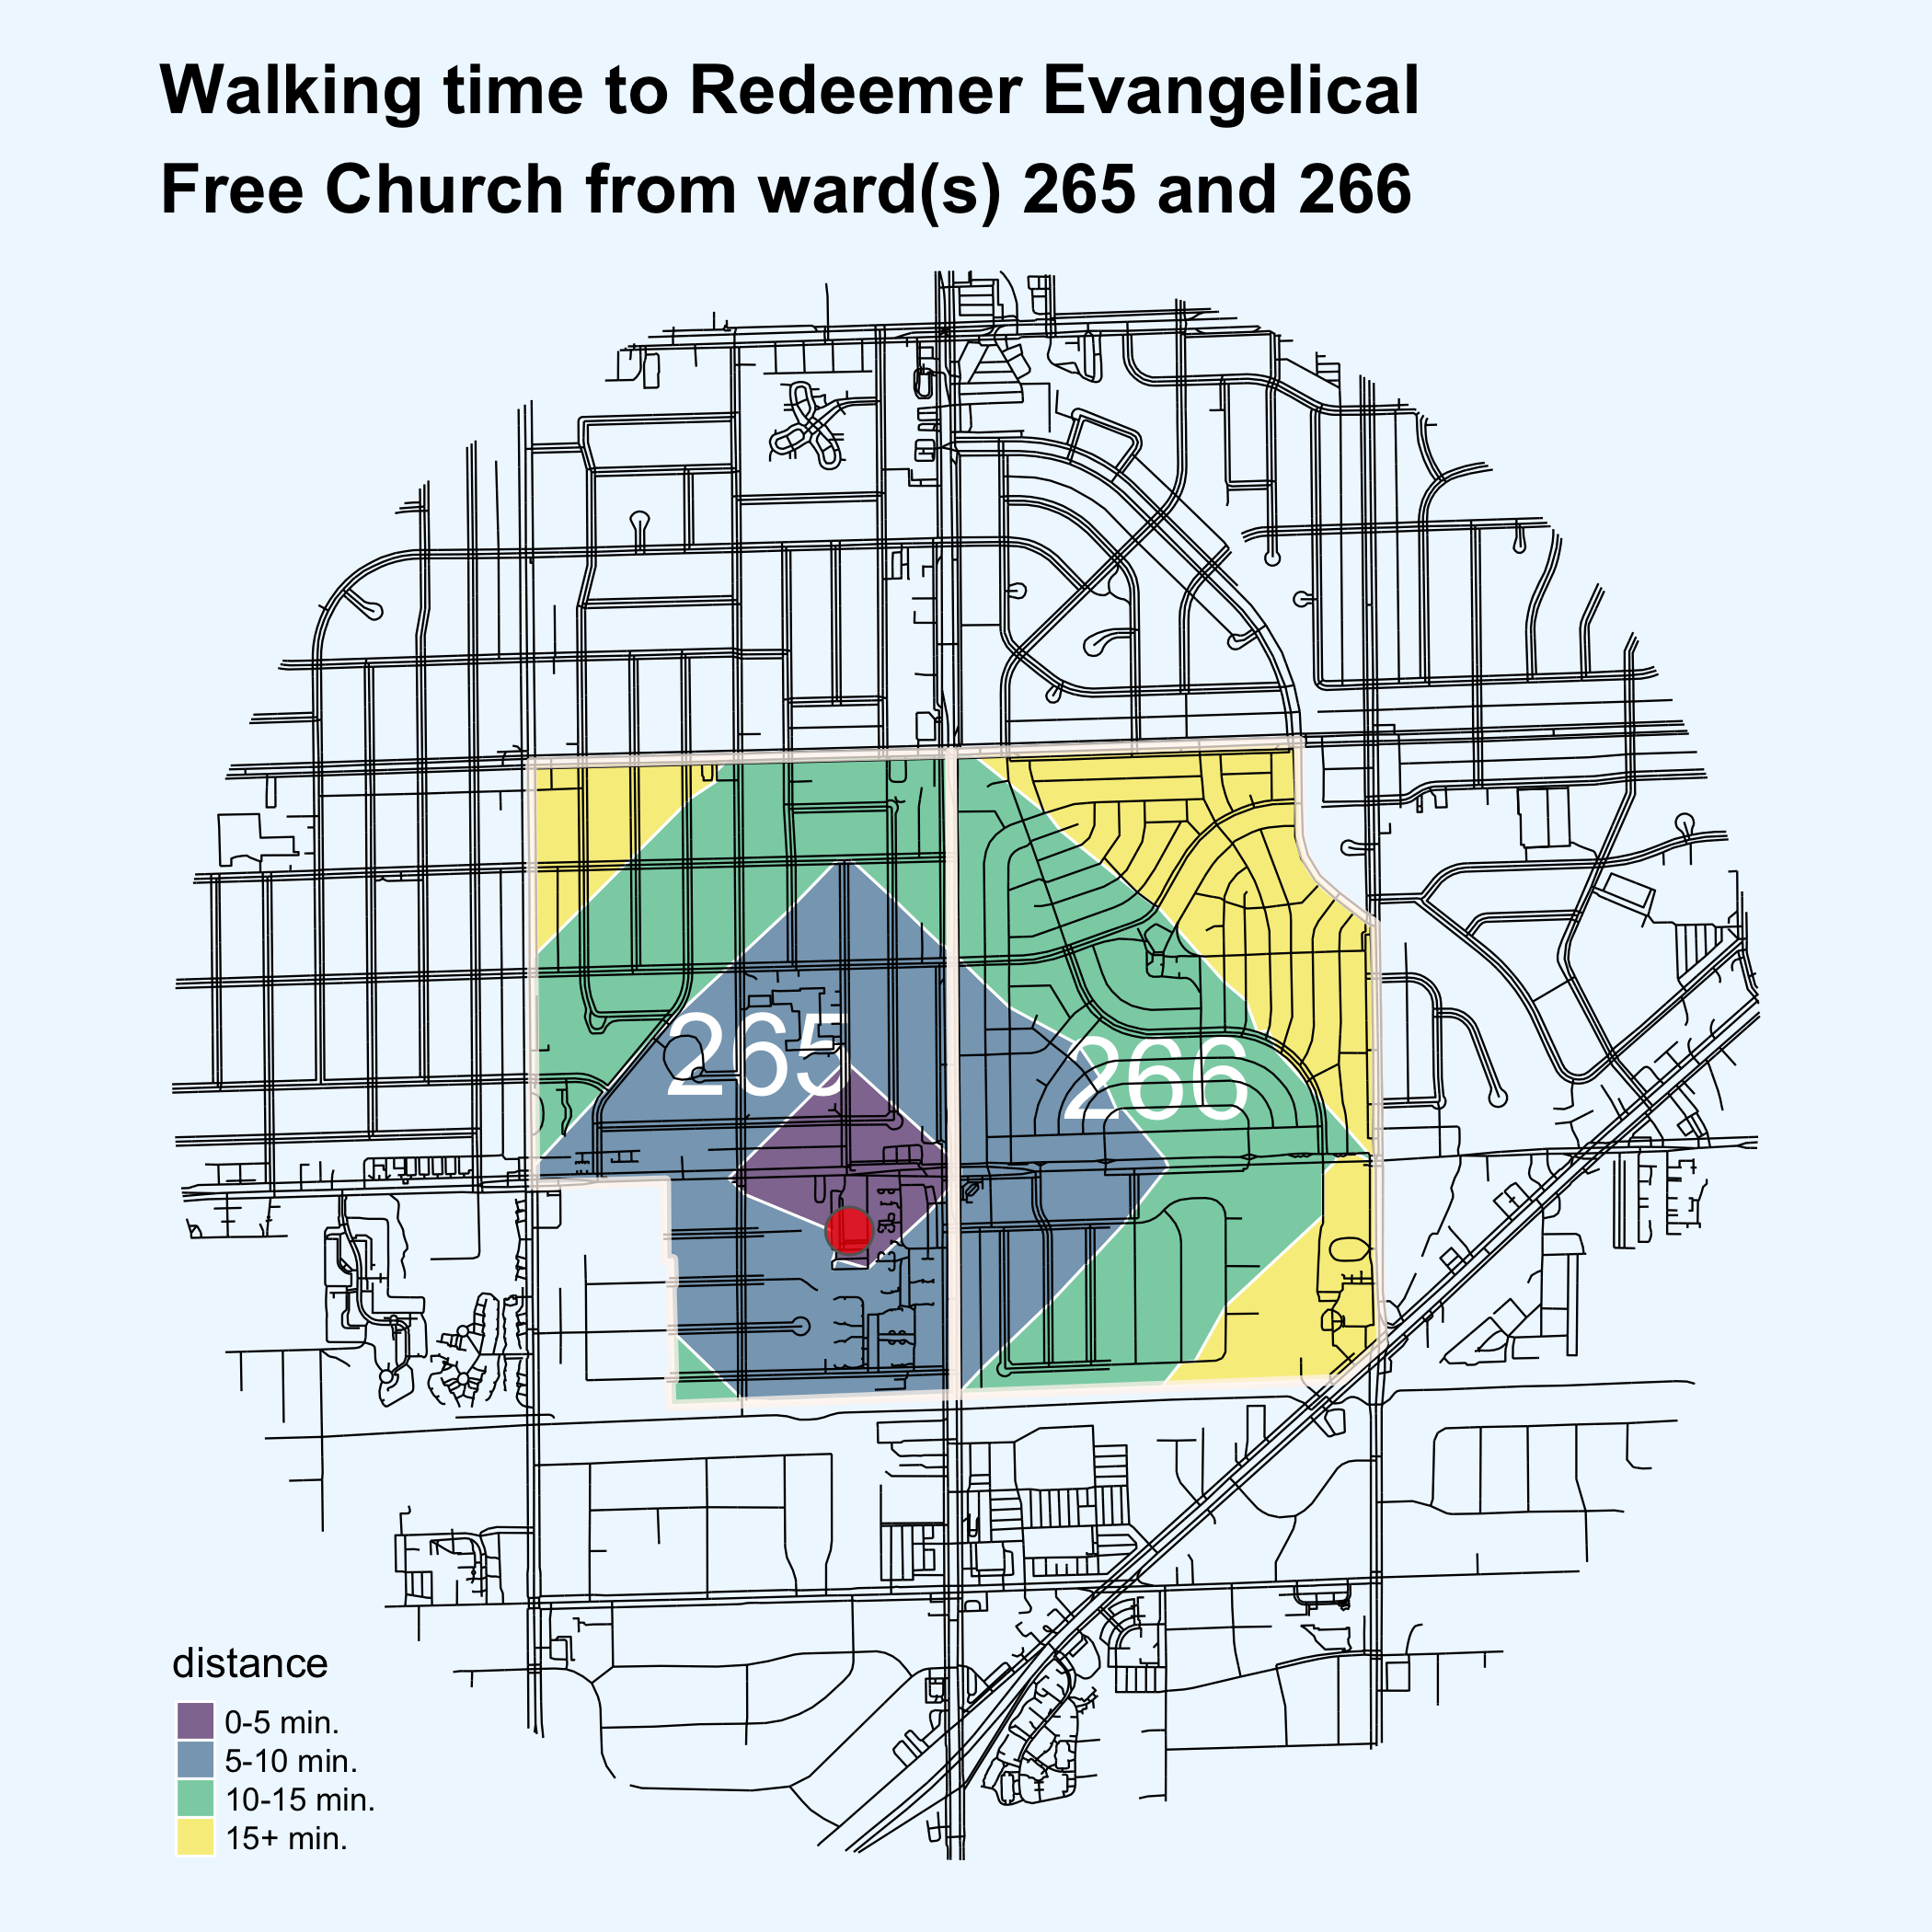 Walking time to Redeemer Evangelical
Free Church from ward(s) 265 and 266
265
266
distance
0-5 min.
5-10 min.
10-15 min.
15+ min.